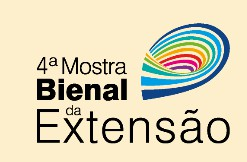 4ª Mostra
Bienal
da
Extensão